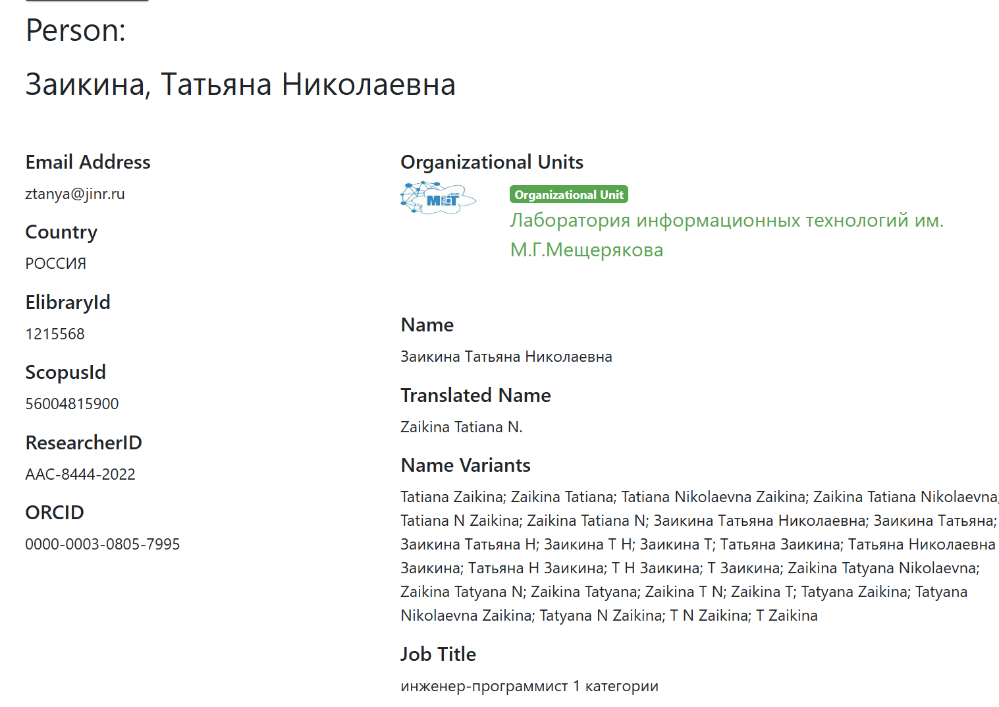 Person:
Заикина, Татьяна Николаевна
Email Address
ztanya@jinr.ru
Country
РОССИЯ
ElibraryId
1215568
ScopusId
56004815900
ResearcherID
AAC-8444-2022
ORCID
0000-0003-0805-7995
Organizational Units
Organizational Unit
Лаборатория информационных технологий им.
М.Г.Мещерякова
Name
Заикина Татьяна Николаевна
Translated Name
Zaikina Tatiana N.
Name Variants
Tatiana Zaikina; Zaikina Tatiana; Tatiana Nikolaevna Zaikina; Zaikina Tatiana Nikolaevna;
Tatiana N Zaikina; Zaikina Tatiana N; Заикина Татьяна Николаевна; Заикина Татьяна;
Заикина Татьяна Н; Заикина Т Н; Заикина Т; Татьяна Заикина; Татьяна Николаевна
Заикина; Татьяна Н Заикина; Т Н Заикина; Т Заикина; Zaikina Tatyana Nikolaevna;
Zaikina Tatyana N; Zaikina Tatyana; Zaikina T N; Zaikina T; Tatyana Zaikina; Tatyana
Nikolaevna Zaikina; Tatyana N Zaikina; T N Zaikina; T Zaikina
Job Title
инженер-программист 1 категории